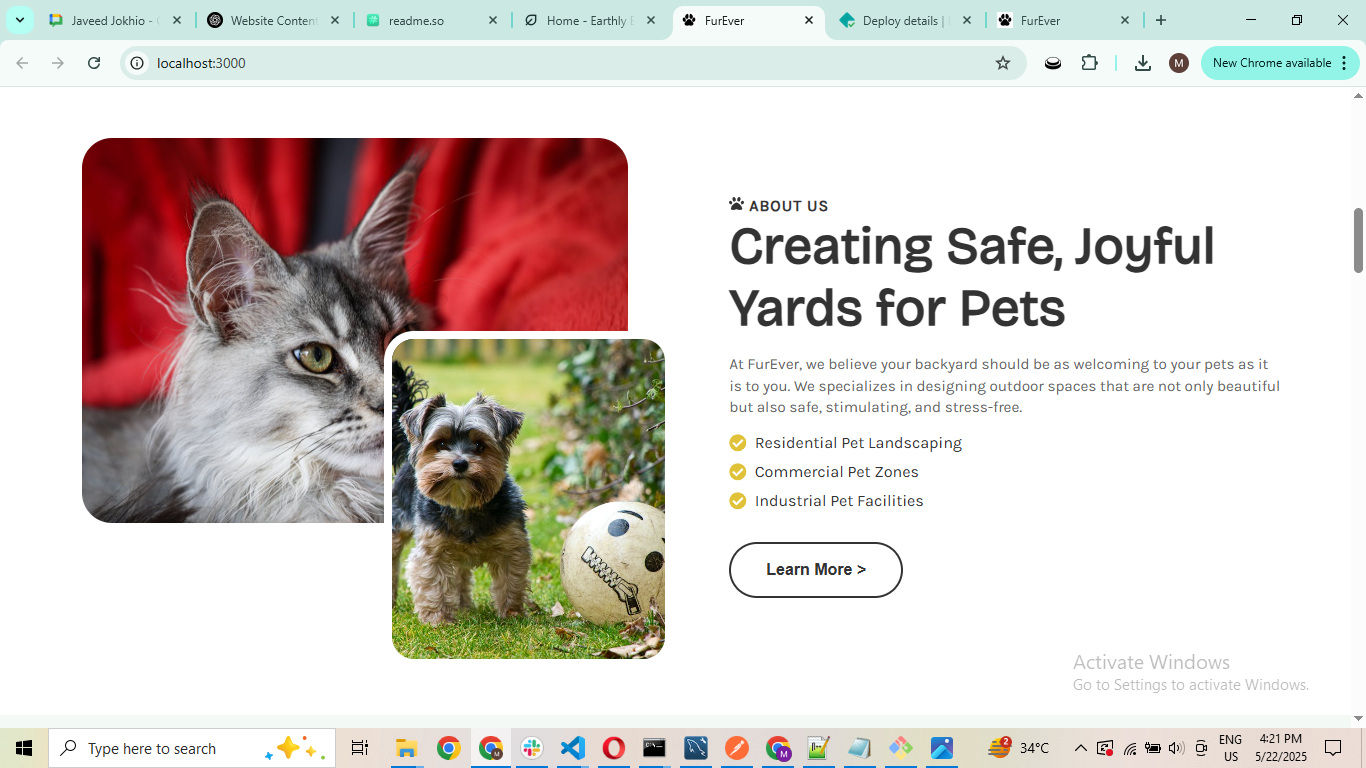 Javeed Jokhio - 
Website Content
readme.so
Home - Earthly
FurEver
Deploy details |
FurEver
localhost:3000
M
New Chrome available
ABOUT US
Creating Safe, Joyful
Yards for Pets
At FurEver, we believe your backyard should be as welcoming to your pets as it
is to you. We specializes in designing outdoor spaces that are not only beautiful
but also safe, stimulating, and stress-free.
Residential Pet Landscaping
Commercial Pet Zones
Industrial Pet Facilities
Learn More >
Activate Windows
Go to Settings to activate Windows.
Type here to search
2
34°C
ENG
US
4:21 PM
5/22/2025